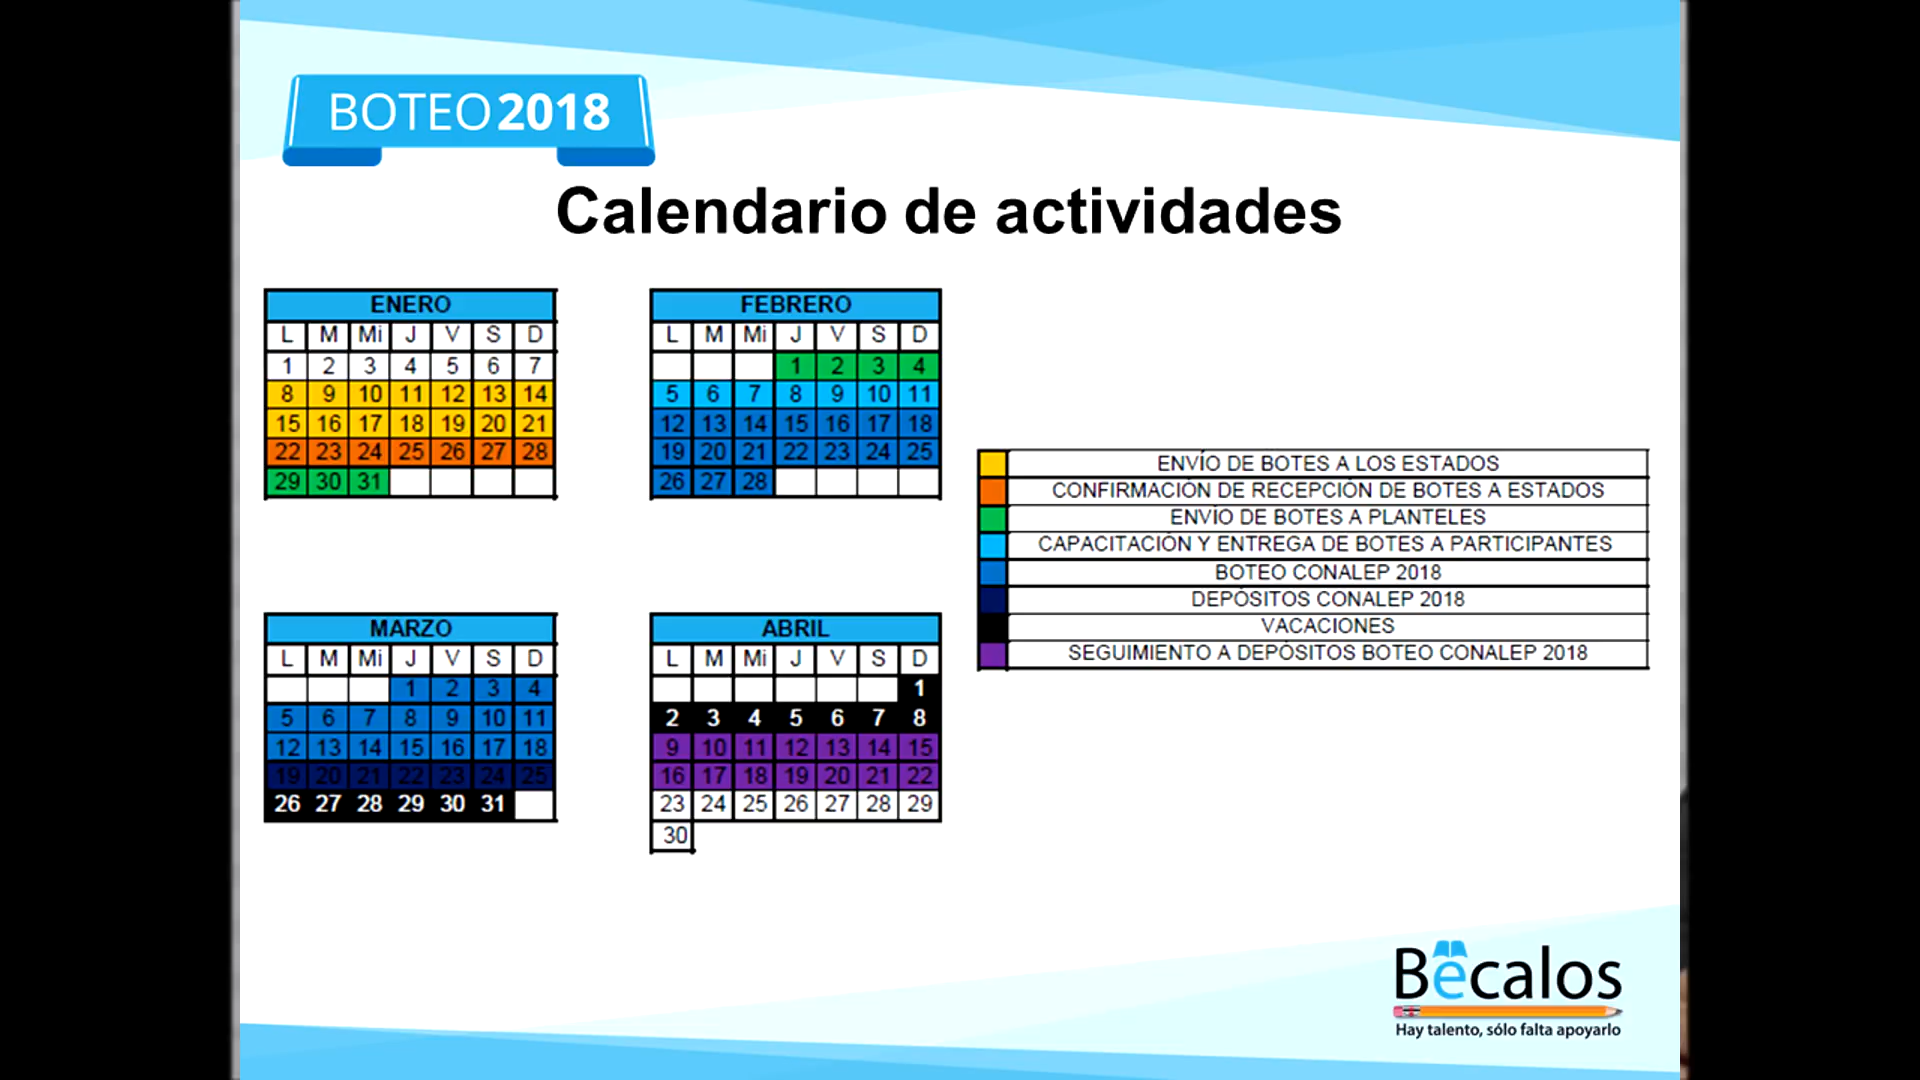 BOTEO 2018
Calendario de actividades
ENERO
L M Mi J V S D
1 2 3 4 5 6 7
8 9 10 11 12 13 14
15 16 17 18 19 20 21
22 23 24 25 26 27 28
29 30 31
FEBRERO
L M Mi J V S D
1 2 3 4
5 6 7 8 9 10 11
12 13 14 15 16 17 18
19 20 21 22 23 24 25
26 27 28
ENVÍO DE BOTES A LOS ESTADOS
CONFIRMACIÓN DE RECEPCIÓN DE BOTES A ESTADOS
ENVÍO DE BOTES A PLANTELES
CAPACITACIÓN Y ENTREGA DE BOTES A PARTICIPANTES
BOTEO CONALEP 2018
DEPÓSITOS CONALEP 2018
VACACIONES
SEGUIMIENTO A DEPÓSITOS BOTEO CONALEP 2018
MARZO
L M Mi J V S D
1 2 3 4
5 6 7 8 9 10 11
12 13 14 15 16 17 18
19 20 21 22 23 24 25
26 27 28 29 30 31
ABRIL
L M Mi J V S D
1
2 3 4 5 6 7 8
9 10 11 12 13 14 15
16 17 18 19 20 21 22
23 24 25 26 27 28 29
30
Bécalos
Hay talento, sólo falta apoyarlo